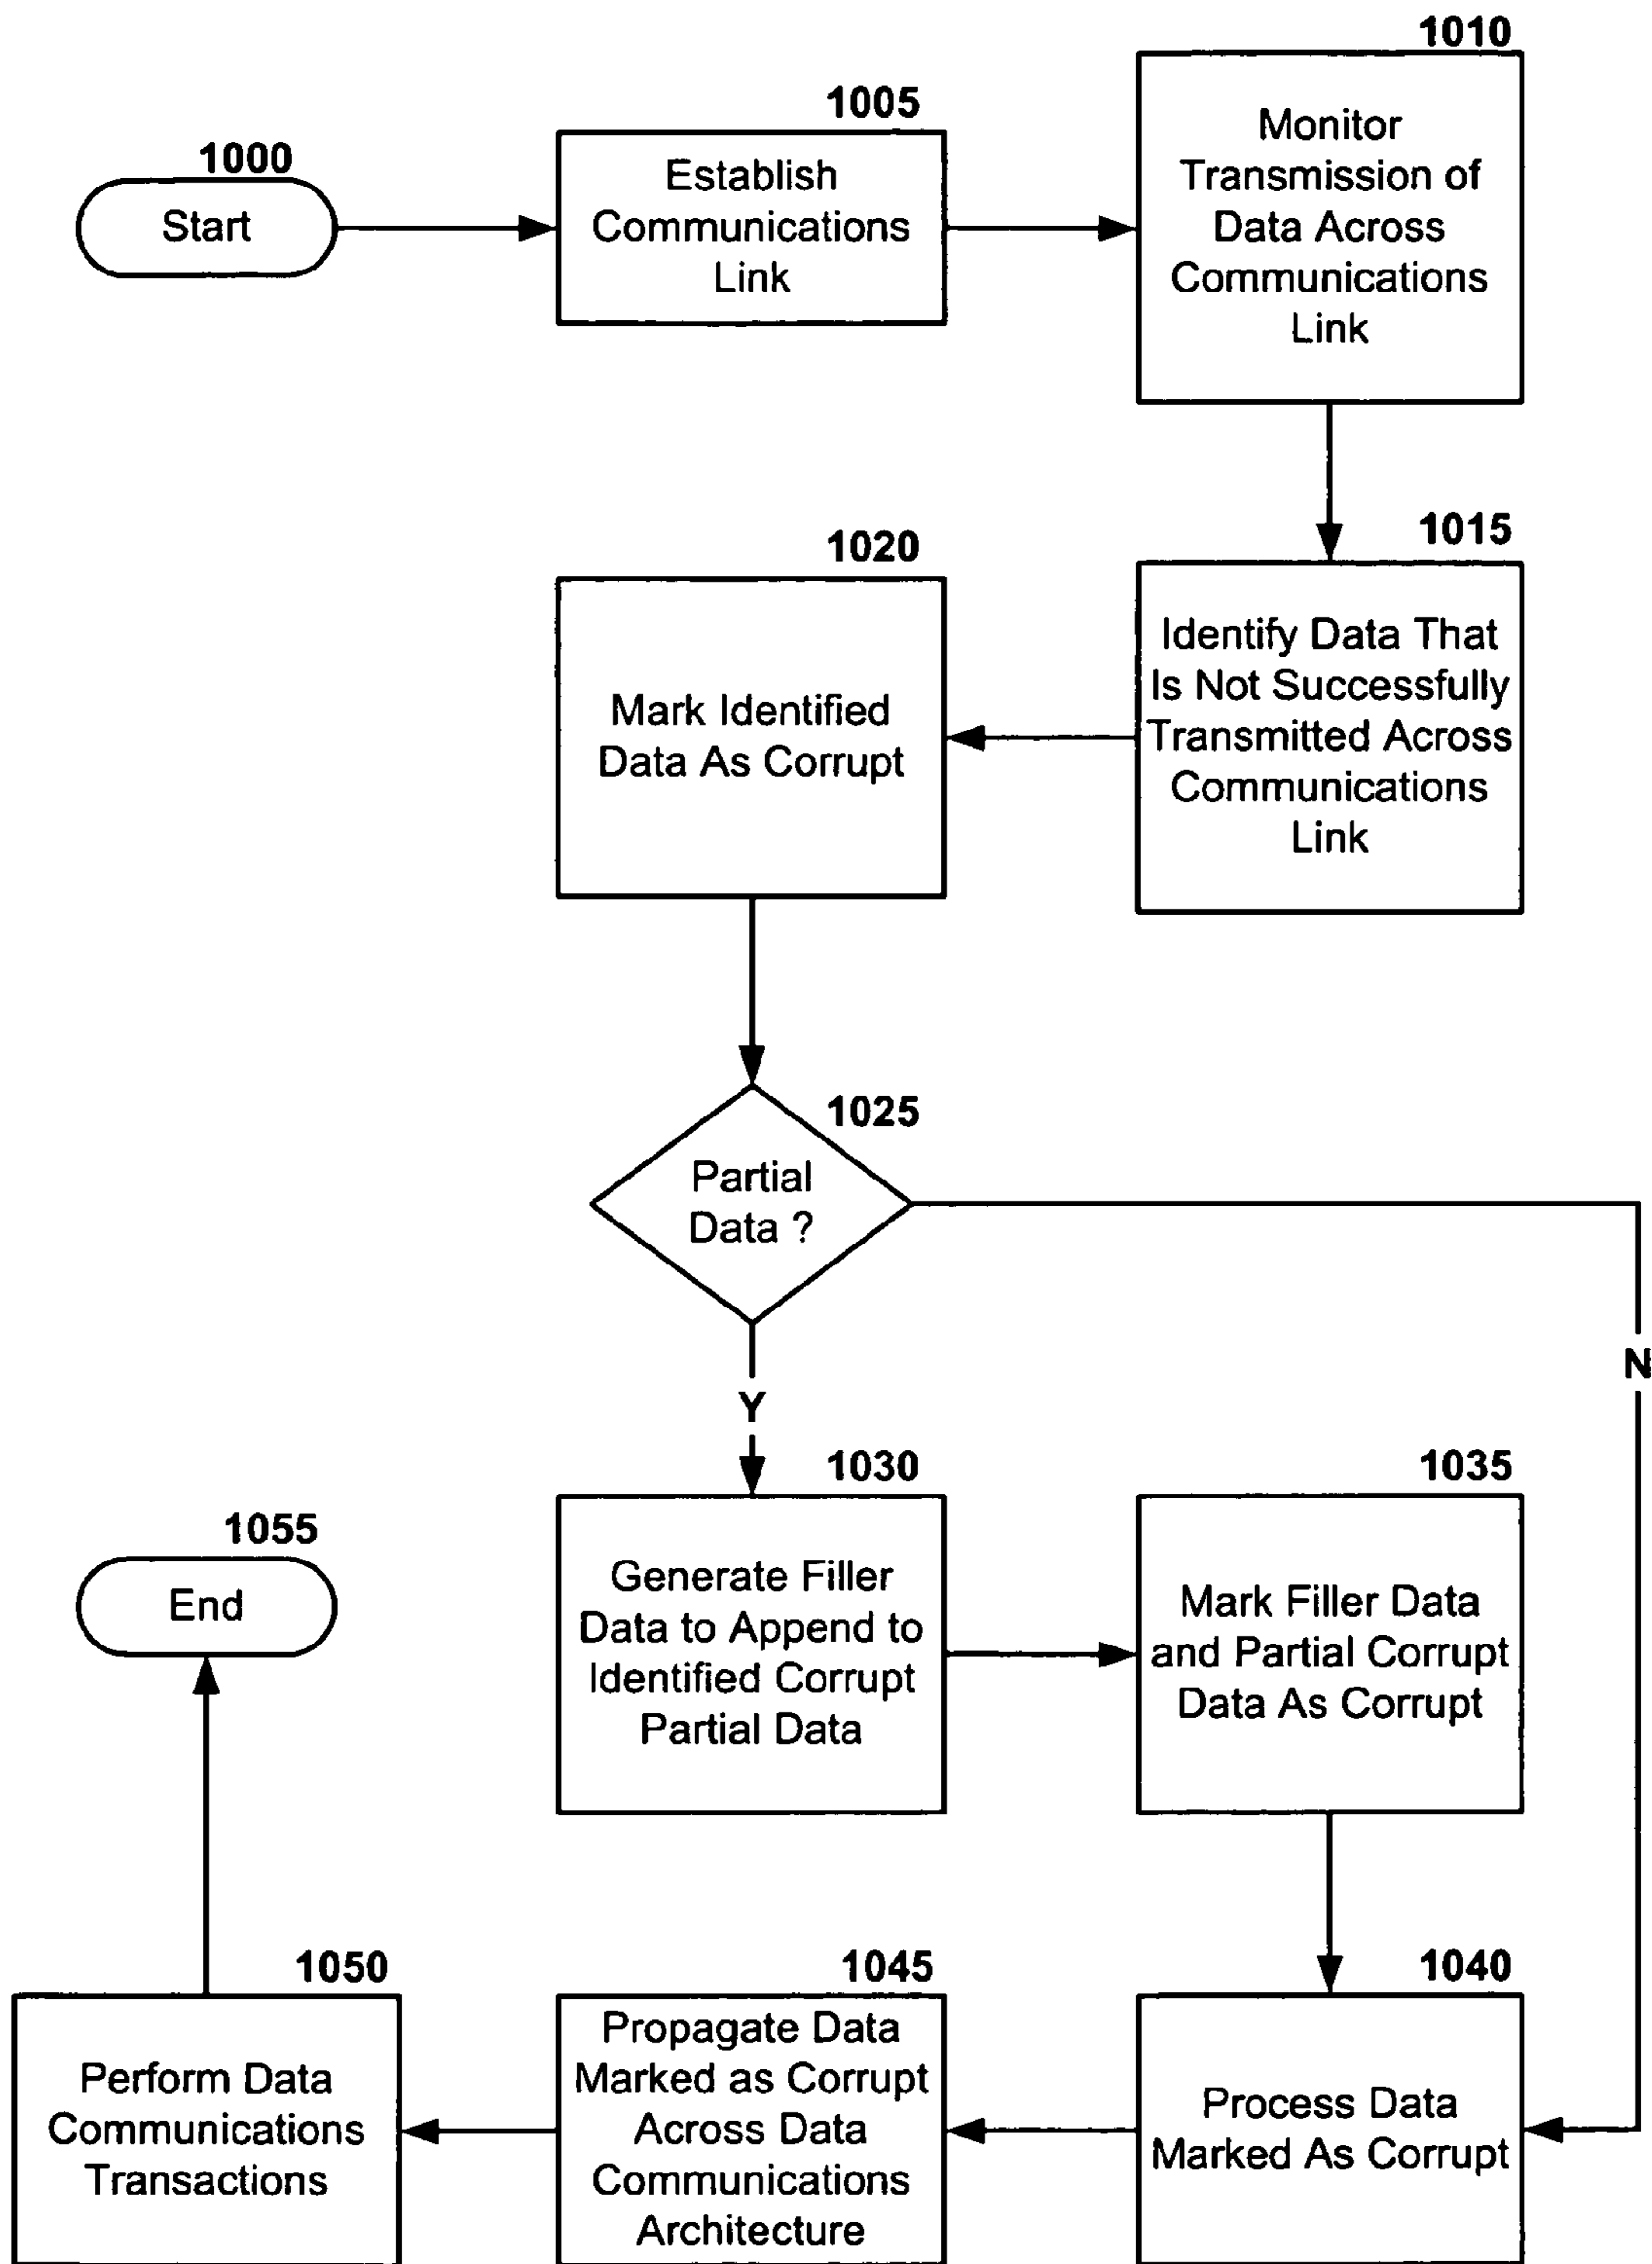 1000
Start
1005
Establish
Communications
Link
1010
Monitor
Transmission of
Data Across
Communications
Link
1015
Identify Data That
Is Not Successfully
Transmitted Across
Communications
Link
1020
Mark Identified
Data As Corrupt
1025
Partial
Data ?
Y
N
1030
Generate Filler
Data to Append to
Identified Corrupt
Partial Data
1035
Mark Filler Data
and Partial Corrupt
Data As Corrupt
1040
Process Data
Marked As Corrupt
1045
Propagate Data
Marked as Corrupt
Across Data
Communications
Architecture
1050
Perform Data
Communications
Transactions
1055
End